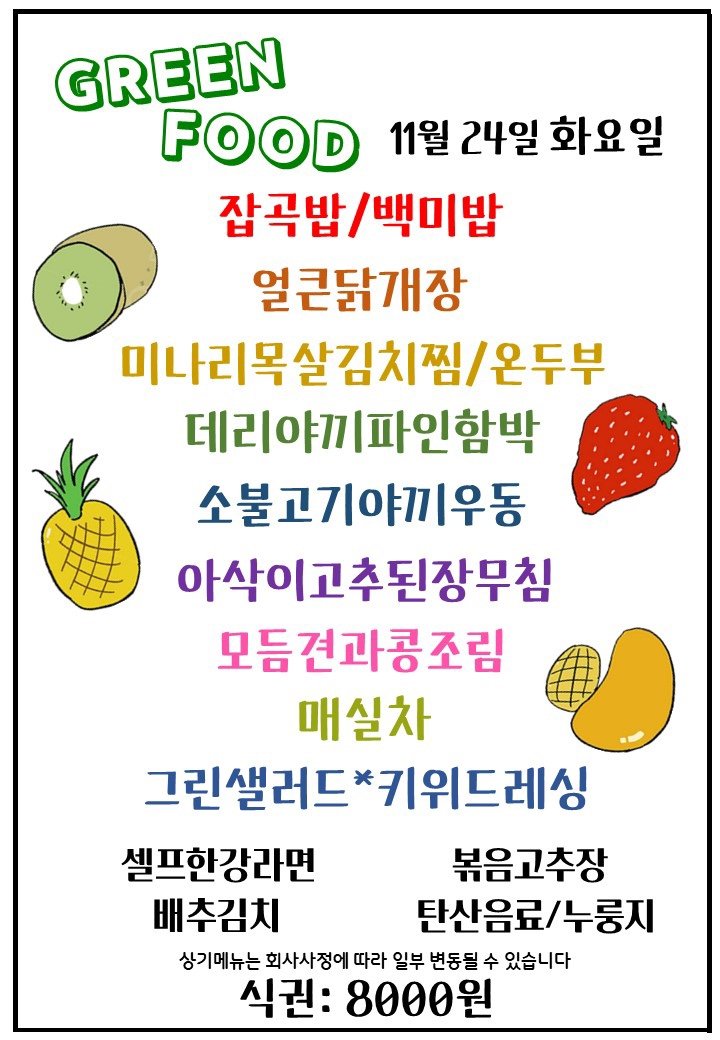 GREEN
FOOD
11월 24일 화요일
잡곡밥/백미밥
얼큰닭개장
미나리목살김치찜/온두부
데리야끼파인함박
소불고기야끼우동
아삭이고추된장무침
모듬견과콩조림
매실차
그린샐러드*키위드레싱
셀프한강라면 볶음고추장
배추김치 탄산음료/누룽지
상기메뉴는 회사사정에 따라 일부 변동될 수 있습니다
식권: 8000원